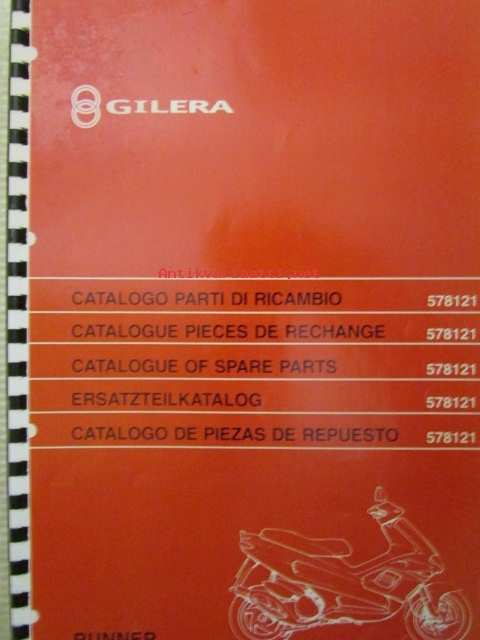 GILERA
CATALOGO PARTI DI RICAMBIO 578121
CATALOGUE PIECES DE RECHANGE 578121
CATALOGUE OF SPARE PARTS 578121
ERSATZTEILKATALOG 578121
CATALOGO DE PIEZAS DE REPUESTO 578121
RUNNER